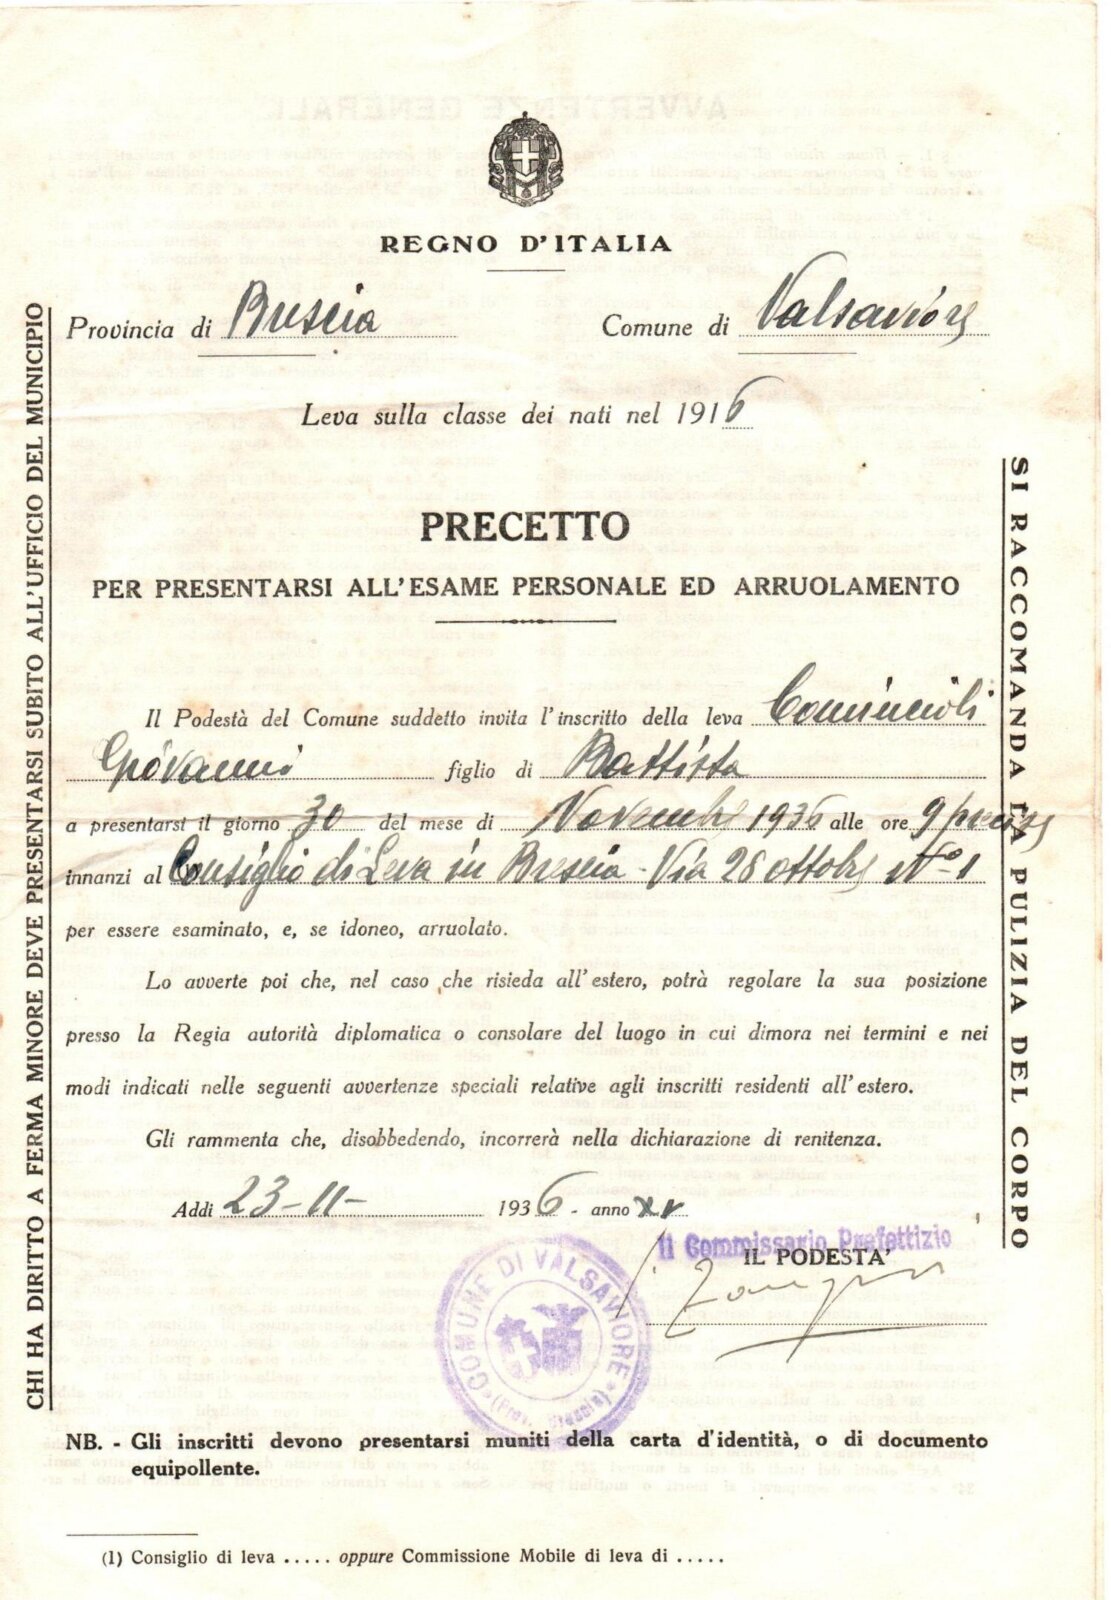 REGNO D'ITALIA
Provincia di Brescia Comune di Valsaviore
Leva sulla classe dei nati nel 1916
PRECETTO
PER PRESENTARSI ALL'ESAME PERSONALE ED ARRUOLAMENTO
Il Podestà del Comune suddetto invita l'inscritto della leva Comincioli
Giovanni figlio di Battista
a presentarsi il giorno 30 del mese di Novembre 1936 alle ore 9 precise
innanzi al Consiglio di Leva in Brescia - Via 28 ottobre N° 1
per essere esaminato, e, se idoneo, arruolato.
Lo avverte poi che, nel caso che risieda all'estero, potrà regolare la sua posizione
presso la Regia autorità diplomatica o consolare del luogo in cui dimora nei termini e nei
modi indicati nelle seguenti avvertenze speciali relative agli inscritti residenti all'estero.
Gli rammenta che, disobbedendo, incorrerà nella dichiarazione di renitenza.
Addì 23-11- 1936 - anno XV
Il Commissario Prefettizio
IL PODESTA'
COMUNE DI VALSAVIORE
(Prov. Brescia)
NB. - Gli inscritti devono presentarsi muniti della carta d'identità, o di documento
equipollente.
(1) Consiglio di leva ..... oppure Commissione Mobile di leva di .....
CHI HA DIRITTO A FERMA MINORE DEVE PRESENTARSI SUBITO ALL'UFFICIO DEL MUNICIPIO
SI RACCOMANDA LA PULIZIA DEL CORPO